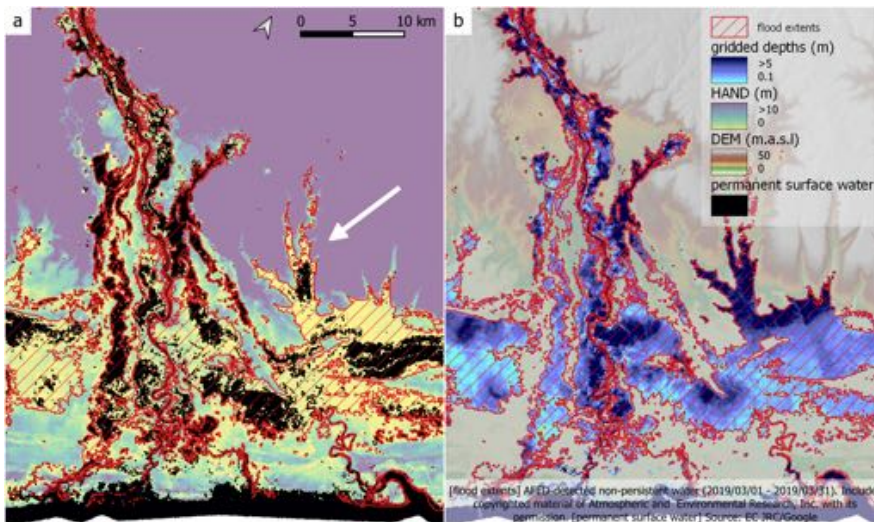 a
0 5 10 km
b
flood extents
gridded depths (m)
>5
0.1
HAND (m)
>10
0
DEM (m.a.s.l)
50
0
permanent surface water
[flood extents] AFED-detected non-persistent water (2019/03/01 - 2019/03/31). Include
copyrighted material of Atmospheric and Environmental Research, Inc. with its
permission. [permanent surface water] Source: EC JRC/Google.